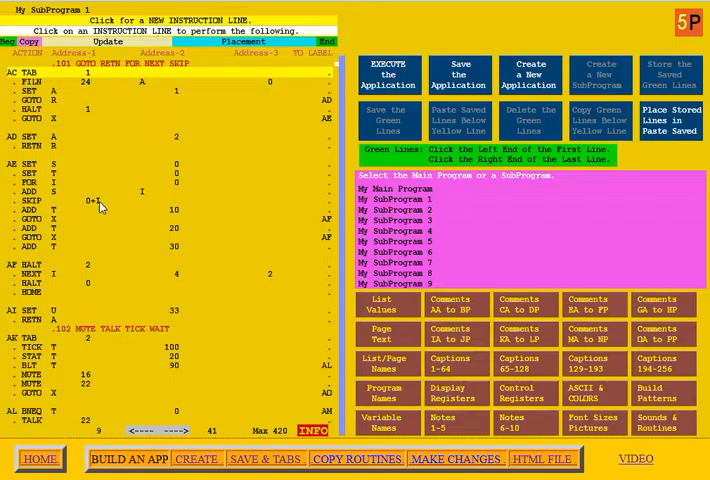 My SubProgram 1
Click for a NEW INSTRUCTION LINE.
Click on an INSTRUCTION LINE to perform the following.
Beg Copy Update Placement End
ACTION Address-1 Address-2 Address-3 TO LABEL
.101 GOTO RETN FOR NEXT SKIP
AC TAB 1 .
. FILN 24 A 0 .
. SET A 1 .
. GOTO R AD
. HALT 1 .
. GOTO X AE
AD SET A 2 .
. RETN R .
AE SET S 0 .
. SET T 0 .
. FOR I 0 .
. ADD S I .
. SKIP 0+I .
. ADD T 10 .
. GOTO X AF
. ADD T 20 .
. GOTO X AF
. ADD T 30 .
AF HALT 2 .
. NEXT I 4 2 .
. HALT 0 .
. HOME .
AI SET U 33 .
. RETN A .
.102 MUTE TALK TICK WAIT
AK TAB 2 .
. TICK T 100 .
. STAT T 20 .
. BLT T 90 AL
. MUTE 16 .
. MUTE 22 .
. GOTO X AO
AL BNEQ T 0 AM
. TALK 22 .
9 <---- ----> 41 Max 420 INFO
5P
EXECUTE the Application
Save the Application
Create a New Application
Create a New SubProgram
Store the Saved Green Lines
Save the Green Lines
Paste Saved Lines Below Yellow Line
Delete the Green Lines
Copy Green Lines Below Yellow Line
Place Stored Lines in Paste Saved
Green Lines: Click the Left End of the First Line.
Click the Right End of the Last Line.
Select the Main Program or a SubProgram.
My Main Program
My SubProgram 1
My SubProgram 2
My SubProgram 3
My SubProgram 4
My SubProgram 5
My SubProgram 6
My SubProgram 7
My SubProgram 8
My SubProgram 9
List Values
Comments AA to BP
Comments CA to DP
Comments EA to FP
Comments GA to HP
Page Text
Comments IA to JP
Comments KA to LP
Comments MA to NP
Comments OA to PP
List/Page Names
Captions 1-64
Captions 65-128
Captions 129-193
Captions 194-256
Program Names
Display Registers
Control Registers
ASCII & COLORS
Build Patterns
Variable Names
Notes 1-5
Notes 6-10
Font Sizes Pictures
Sounds & Routines
HOME BUILD AN APP CREATE SAVE & TABS COPY ROUTINES MAKE CHANGES HTML FILE VIDEO